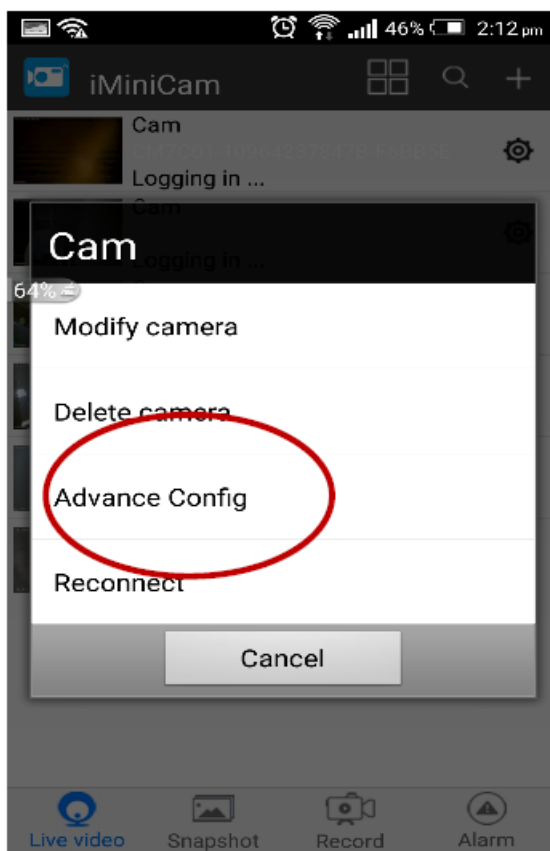 46% 2:12 pm
iMiniCam
Cam
Logging in ...
Cam
Cam
Logging in ...
64%
Modify camera
Delete camera
Advance Config
Reconnect
Cancel
Live video Snapshot Record Alarm